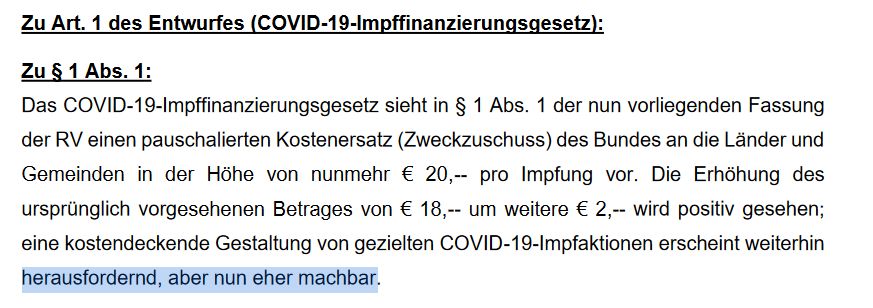 Zu Art. 1 des Entwurfes (COVID-19-Impffinanzierungsgesetz):
Zu § 1 Abs. 1:
Das COVID-19-Impffinanzierungsgesetz sieht in § 1 Abs. 1 der nun vorliegenden Fassung
der RV einen pauschalierten Kostenersatz (Zweckzuschuss) des Bundes an die Länder und
Gemeinden in der Höhe von nunmehr € 20,-- pro Impfung vor. Die Erhöhung des
ursprünglich vorgesehenen Betrages von € 18,-- um weitere € 2,-- wird positiv gesehen;
eine kostendeckende Gestaltung von gezielten COVID-19-Impfaktionen erscheint weiterhin
herausfordernd, aber nun eher machbar.